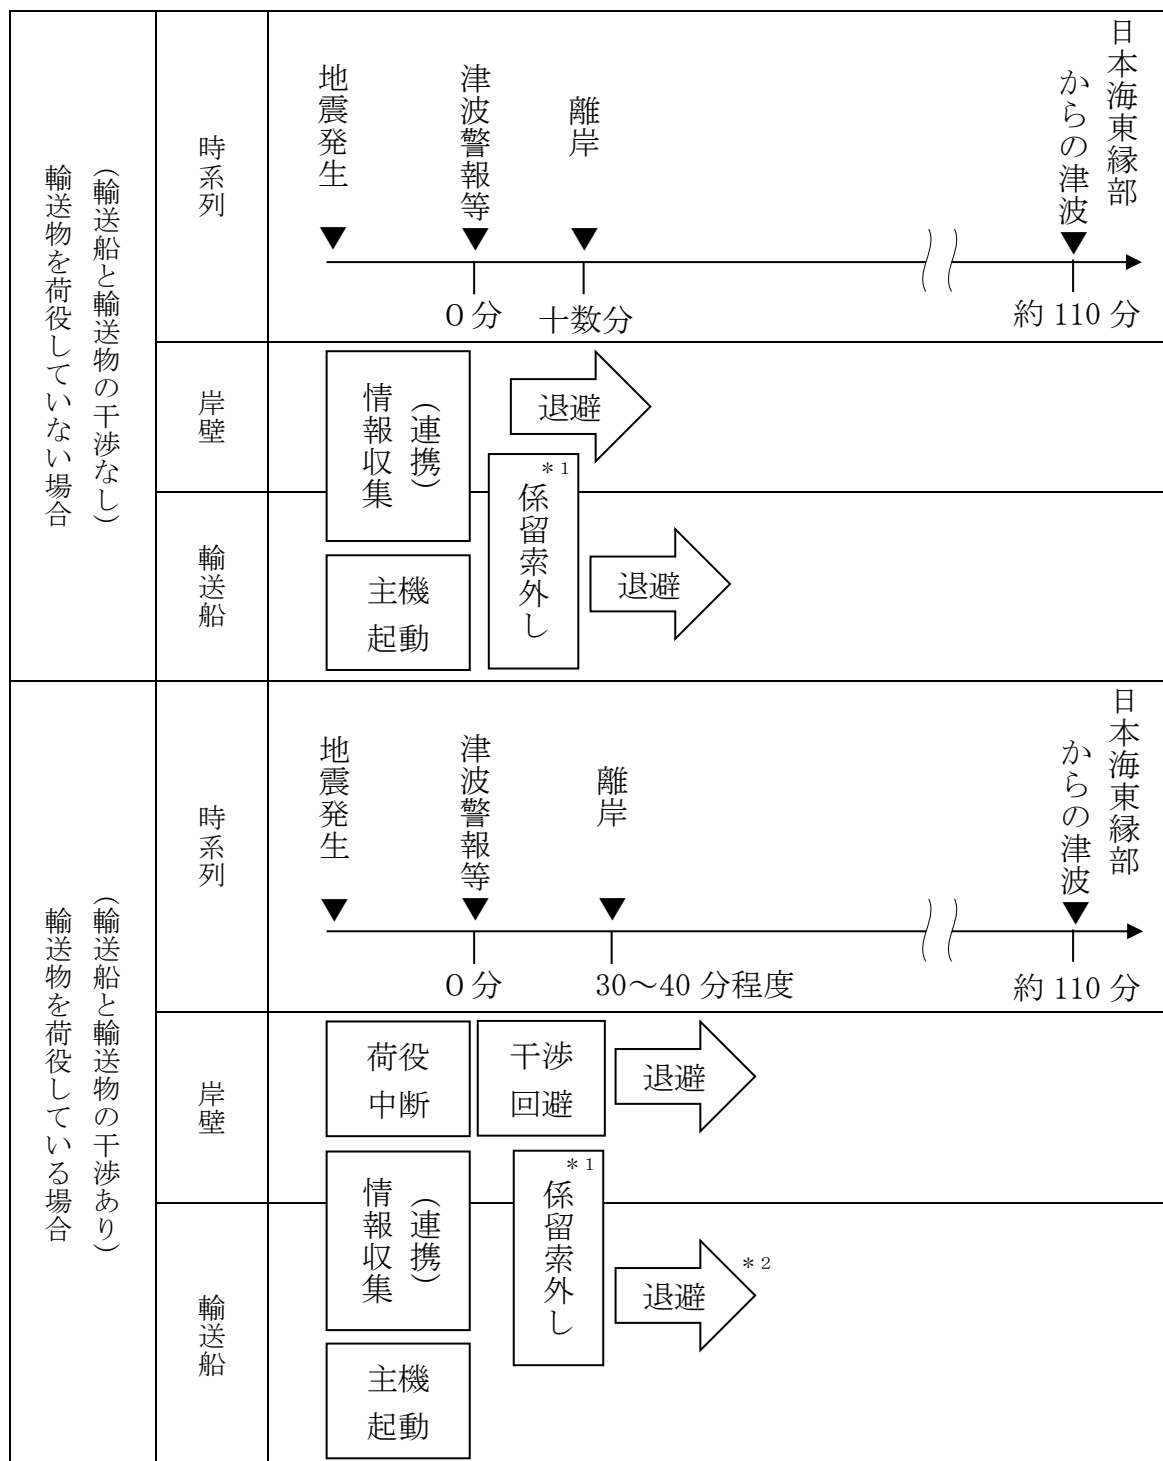 輸送物を荷役していない場合
（輸送船と輸送物の干渉なし）
時系列
地震発生
津波警報等
離岸
日本海東縁部
からの津波
0分
十数分
約110分
岸壁
情報収集
（連携）
退避
＊1
係留索外し
輸送船
主機
起動
退避
輸送物を荷役している場合
（輸送船と輸送物の干渉あり）
時系列
地震発生
津波警報等
離岸
日本海東縁部
からの津波
0分
30～40分程度
約110分
岸壁
荷役
中断
干渉
回避
退避
情報収集
（連携）
＊1
係留索外し
輸送船
退避
＊2
主機
起動